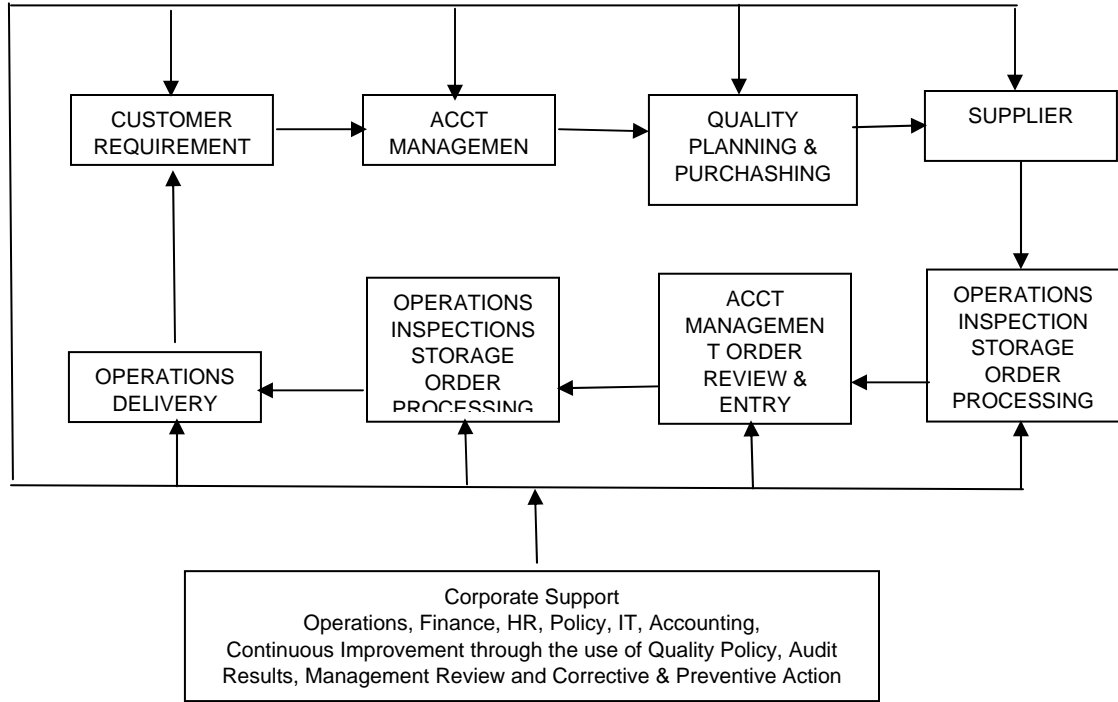 CUSTOMER
REQUIREMENT
ACCT
MANAGEMEN
QUALITY
PLANNING &
PURCHASHING
SUPPLIER
OPERATIONS
DELIVERY
OPERATIONS
INSPECTIONS
STORAGE
ORDER
PROCESSING
ACCT
MANAGEMEN
T ORDER
REVIEW &
ENTRY
OPERATIONS
INSPECTION
STORAGE
ORDER
PROCESSING
Corporate Support
Operations, Finance, HR, Policy, IT, Accounting,
Continuous Improvement through the use of Quality Policy, Audit
Results, Management Review and Corrective & Preventive Action